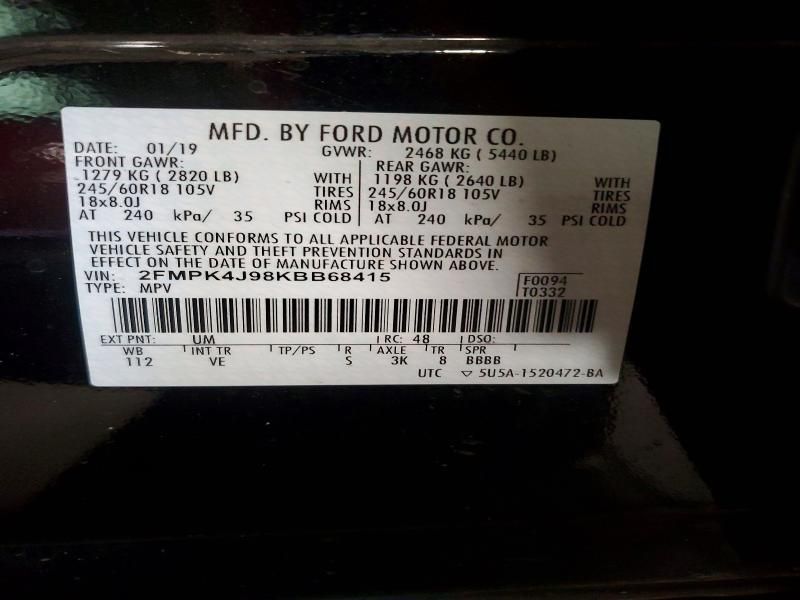 MFD. BY FORD MOTOR CO.
DATE: 01/19 GVWR: 2468 KG ( 5440 LB)
FRONT GAWR: REAR GAWR:
1279 KG ( 2820 LB) WITH 1198 KG ( 2640 LB) WITH
245/60R18 105V TIRES 245/60R18 105V TIRES
18x8.0J RIMS 18x8.0J RIMS
AT 240 kPa/ 35 PSI COLD AT 240 kPa/ 35 PSI COLD
THIS VEHICLE CONFORMS TO ALL APPLICABLE FEDERAL MOTOR
VEHICLE SAFETY AND THEFT PREVENTION STANDARDS IN
EFFECT ON THE DATE OF MANUFACTURE SHOWN ABOVE.
VIN: 2FMPK4J98KBB68415 F0094
TYPE: MPV T0332
EXT PNT: UM RC: 48 DSO:
WB INT TR TP/PS R AXLE TR SPR
112 VE S 3K 8 BBBB
UTC ▽ 5U5A-1520472-BA